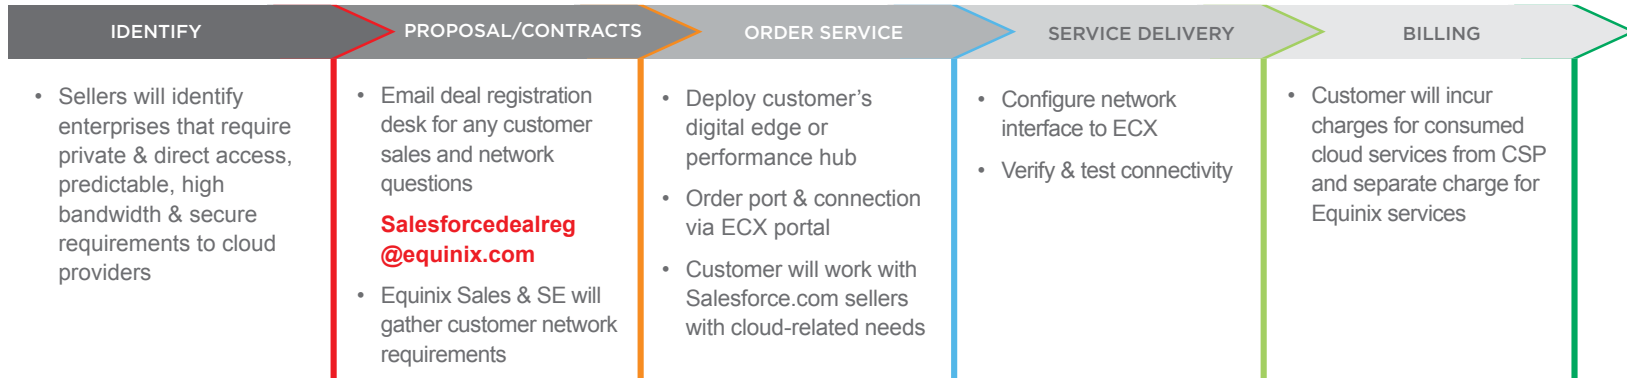 IDENTIFY
PROPOSAL/CONTRACTS
ORDER SERVICE
SERVICE DELIVERY
BILLING
• Sellers will identify
enterprises that require
private & direct access,
predictable, high
bandwidth & secure
requirements to cloud
providers
• Email deal registration
desk for any customer
sales and network
questions
Salesforcedealreg
@equinix.com
• Equinix Sales & SE will
gather customer network
requirements
• Deploy customer’s
digital edge or
performance hub
• Order port & connection
via ECX portal
• Customer will work with
Salesforce.com sellers
with cloud-related needs
• Configure network
interface to ECX
• Verify & test connectivity
• Customer will incur
charges for consumed
cloud services from CSP
and separate charge for
Equinix services